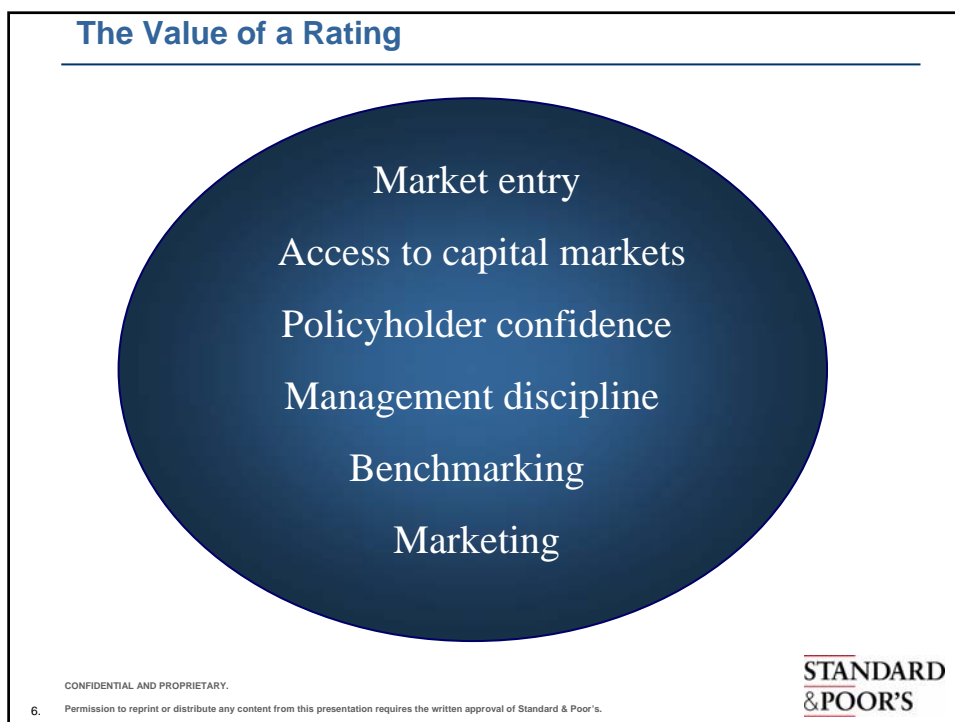 The Value of a Rating
Market entry
Access to capital markets
Policyholder confidence
Management discipline
Benchmarking
Marketing
CONFIDENTIAL AND PROPRIETARY.
6. Permission to reprint or distribute any content from this presentation requires the written approval of Standard & Poor's.
STANDARD
&POOR'S